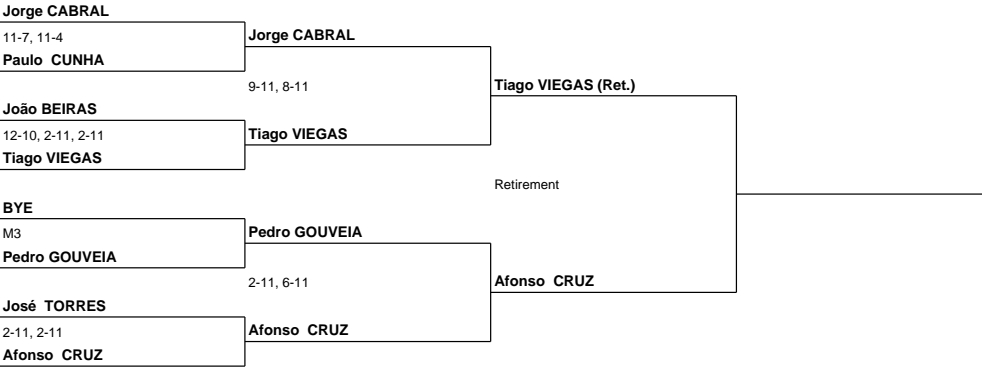 Jorge CABRAL
11-7, 11-4
Jorge CABRAL
Paulo CUNHA
9-11, 8-11
Tiago VIEGAS (Ret.)
João BEIRAS
12-10, 2-11, 2-11
Tiago VIEGAS
Tiago VIEGAS
Retirement
BYE
M3
Pedro GOUVEIA
Pedro GOUVEIA
2-11, 6-11
Afonso CRUZ
José TORRES
2-11, 2-11
Afonso CRUZ
Afonso CRUZ